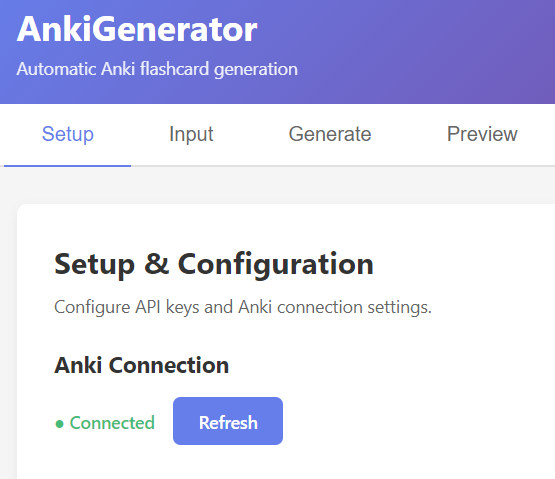 AnkiGenerator
Automatic Anki flashcard generation
Setup Input Generate Preview
Setup & Configuration
Configure API keys and Anki connection settings.
Anki Connection
● Connected Refresh